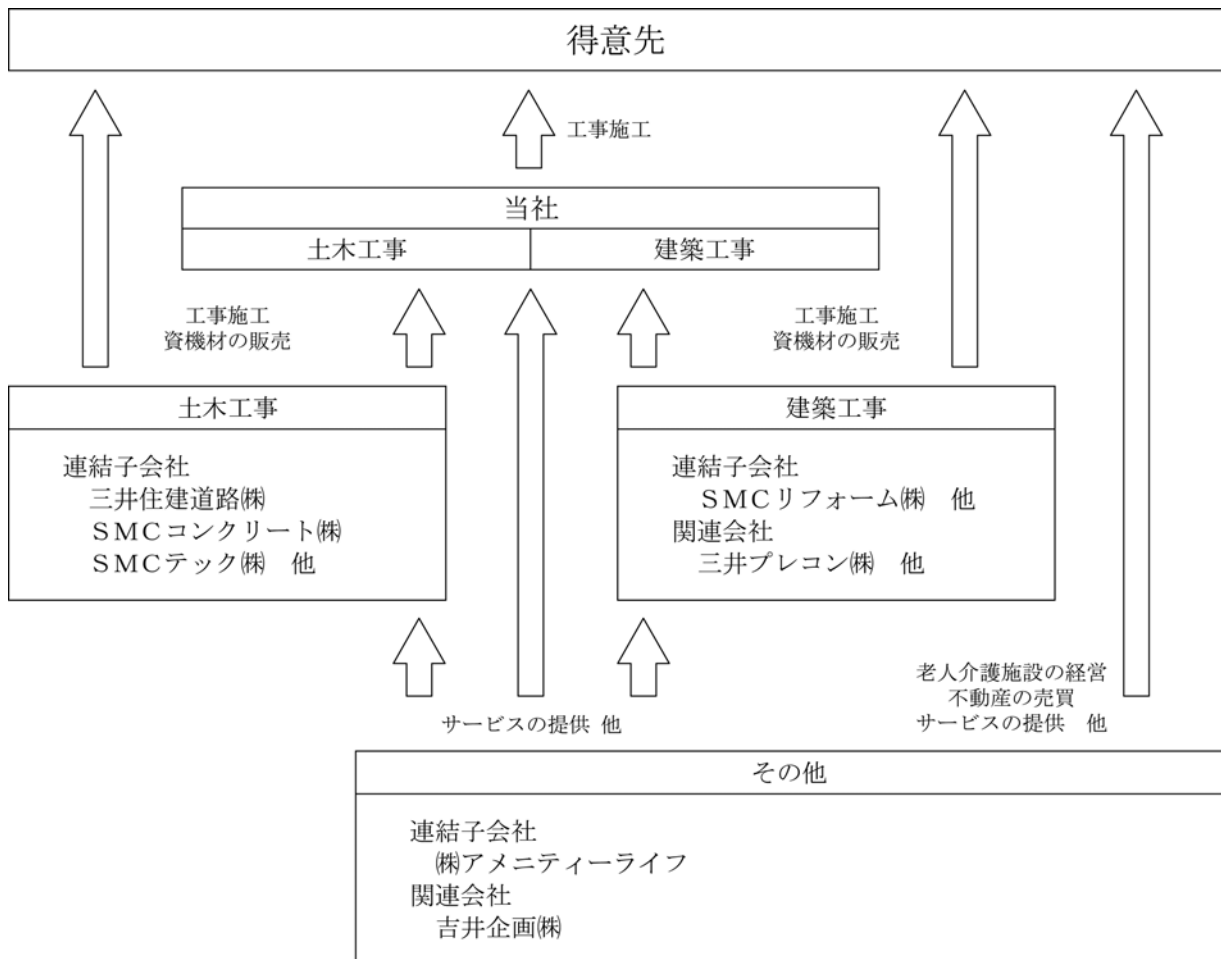 得意先
工事施工
当社
土木工事
建築工事
工事施工
資機材の販売
工事施工
資機材の販売
土木工事
連結子会社
三井住建道路㈱
ＳＭＣコンクリート㈱
ＳＭＣテック㈱　他
建築工事
連結子会社
ＳＭＣリフォーム㈱　他
関連会社
三井プレコン㈱　他
サービスの提供 他
老人介護施設の経営
不動産の売買
サービスの提供　他
その他
連結子会社
㈱アメニティーライフ
関連会社
吉井企画㈱